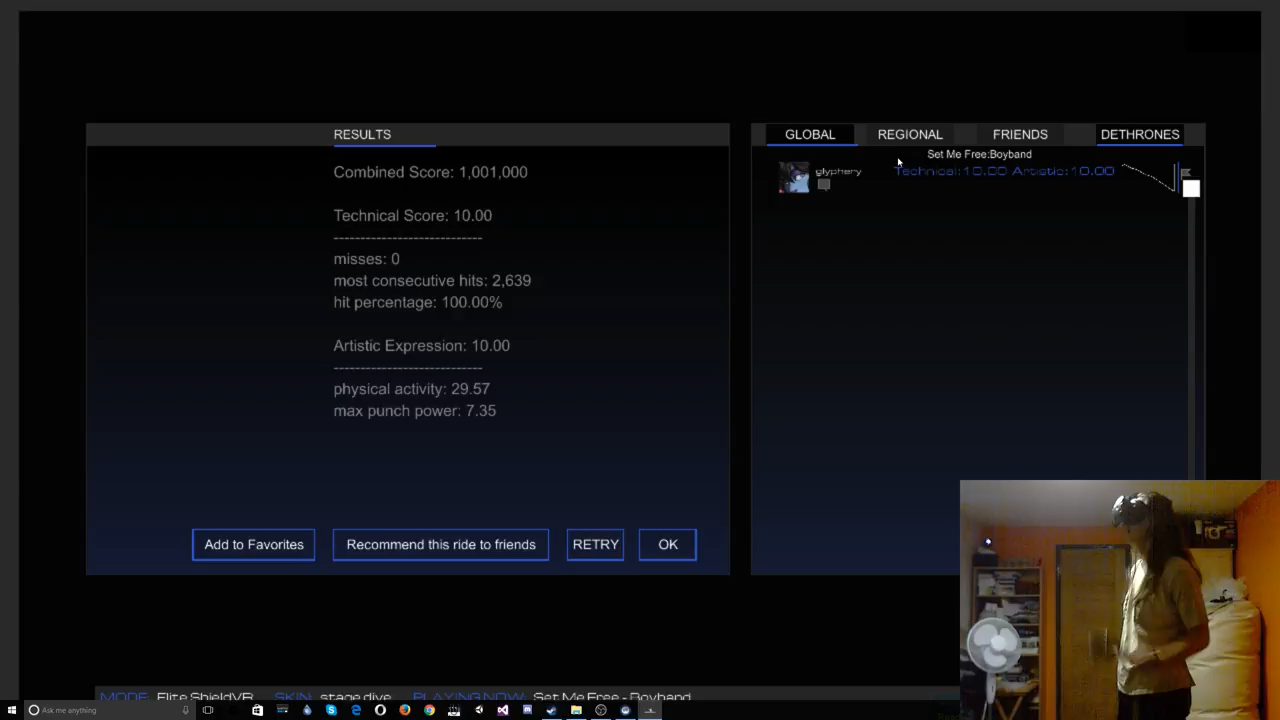 RESULTS
Combined Score: 1,001,000
Technical Score: 10.00
----------------------------
misses: 0
most consecutive hits: 2,639
hit percentage: 100.00%
Artistic Expression: 10.00
----------------------------
physical activity: 29.57
max punch power: 7.35
Add to Favorites
Recommend this ride to friends
RETRY
OK
GLOBAL REGIONAL FRIENDS DETHRONES
Set Me Free:Boyband
glyphery Technical:10.00 Artistic:10.00
MODE: Elite ShieldVR SKIN: stage dive PLAYING NOW: Set Me Free - Boyband
Ask me anything